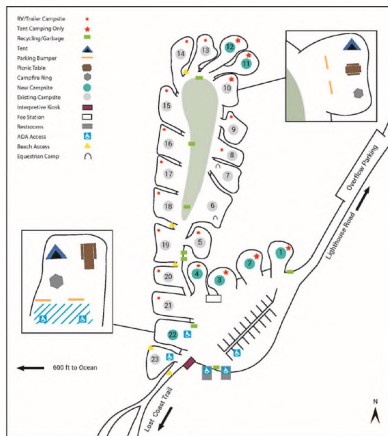 RV/Trailer Campsite
Tent Camping Only
Recycling/Garbage
Tent
Parking Bumper
Picnic Table
Campfire Ring
New Campsite
Existing Campsite
Interpretive Kiosk
Fee Station
Restrooms
ADA Access
Beach Access
Equestrian Camp
14
13
12
11
10
15
9
16
8
17
7
18
6
19
5
20
4
3
2
1
21
22
23
Overflow Parking
Lighthouse Road
600 ft to Ocean
Lost Coast Trail
N